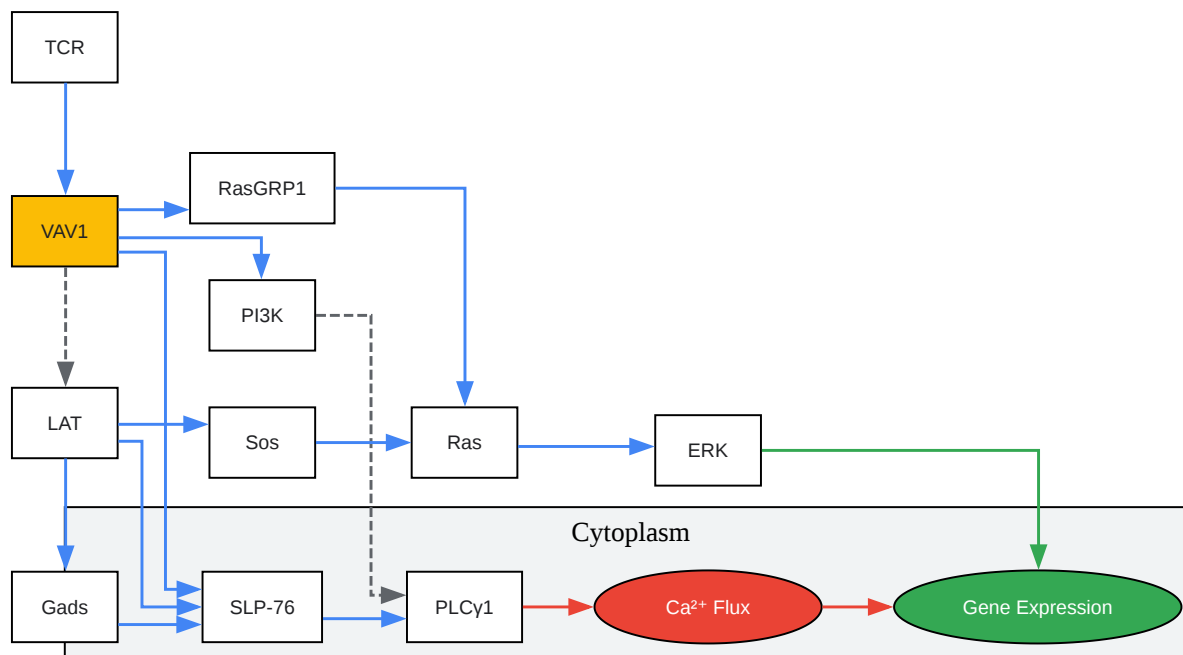 TCR
RasGRP1
VAV1
PI3K
LAT
Sos
Ras
ERK
Cytoplasm
Gads
SLP-76
PLCγ1
Ca²⁺ Flux
Gene Expression